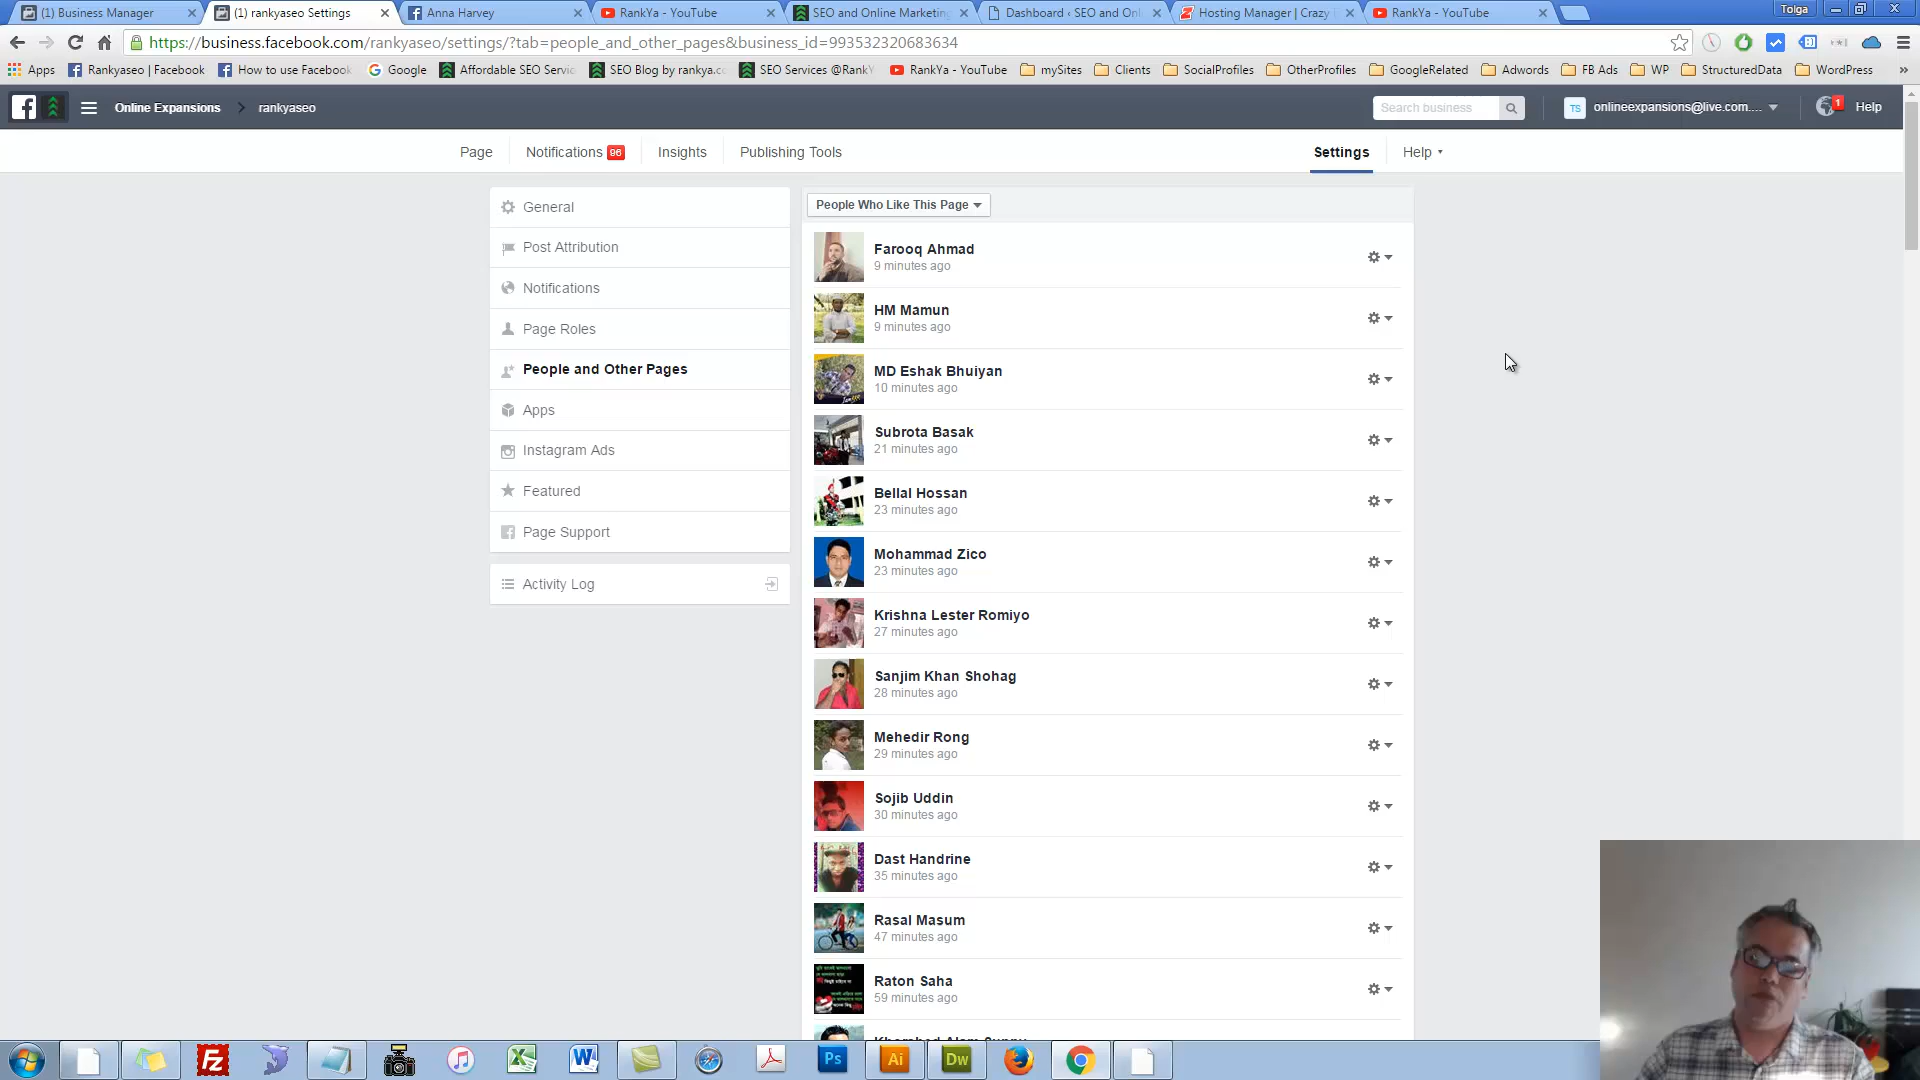 (1) Business Manager
(1) rankyaseo Settings
Anna Harvey
RankYa - YouTube
SEO and Online Marketing
Dashboard ‹ SEO and Onl
Hosting Manager | Crazy
RankYa - YouTube
Tolga
https://business.facebook.com/rankyaseo/settings/?tab=people_and_other_pages&business_id=993532320683634
Apps
Rankyaseo | Facebook
How to use Facebook
Google
Affordable SEO Servic
SEO Blog by rankya.c
SEO Services @RankY
RankYa - YouTube
mySites
Clients
SocialProfiles
OtherProfiles
GoogleRelated
Adwords
FB Ads
WP
StructuredData
WordPress
»
Online Expansions
rankyaseo
Search business
TS
onlineexpansions@live.com....
1
Help
Page
Notifications 96
Insights
Publishing Tools
Settings
Help
General
Post Attribution
Notifications
Page Roles
People and Other Pages
Apps
Instagram Ads
Featured
Page Support
Activity Log
People Who Like This Page
Farooq Ahmad
9 minutes ago
HM Mamun
9 minutes ago
MD Eshak Bhuiyan
10 minutes ago
Subrota Basak
21 minutes ago
Bellal Hossan
23 minutes ago
Mohammad Zico
23 minutes ago
Krishna Lester Romiyo
27 minutes ago
Sanjim Khan Shohag
28 minutes ago
Mehedir Rong
29 minutes ago
Sojib Uddin
30 minutes ago
Dast Handrine
35 minutes ago
Rasal Masum
47 minutes ago
Raton Saha
59 minutes ago
Fz
Ps
Ai
Dw